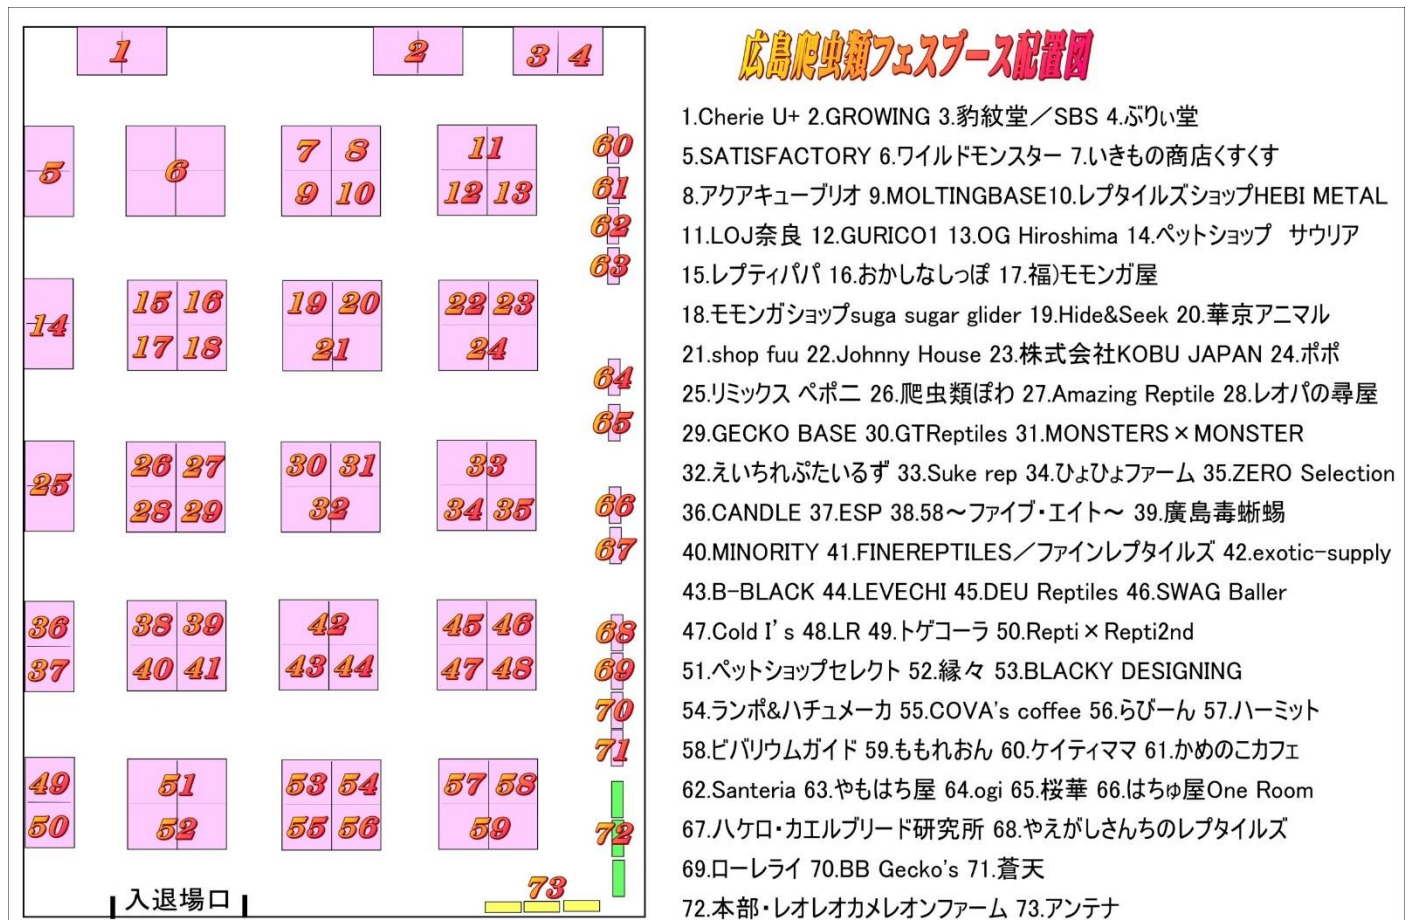 広島爬虫類フェスブース配置図
1 2 3 4
5 6 7 8 11 60
9 10 12 13 61
62
63
14 15 16 19 20 22 23
17 18 21 24 64
65
25 26 27 30 31 33
28 29 32 34 35 66
67
36 38 39 42 45 46 68
37 40 41 43 44 47 48 69
70
71
49 51 53 54 57 58
50 52 55 56 59 72
73
入退場口
1.Cherie U+ 2.GROWING 3.豹紋堂／SBS 4.ぶりぃ堂
5.SATISFACTORY 6.ワイルドモンスター 7.いきもの商店くすくす
8.アクアキューブリオ 9.MOLTINGBASE10.レプタイルズショップHEBI METAL
11.LOJ奈良 12.GURICO1 13.OG Hiroshima 14.ペットショップ　サウリア
15.レプティパパ 16.おかしなしっぽ 17.福)モモンガ屋
18.モモンガショップsuga sugar glider 19.Hide&Seek 20.華京アニマル
21.shop fuu 22.Johnny House 23.株式会社KOBU JAPAN 24.ポポ
25.リミックス ペポニ 26.爬虫類ぽわ 27.Amazing Reptile 28.レオパの尋屋
29.GECKO BASE 30.GTReptiles 31.MONSTERS×MONSTER
32.えいちれぷたいるず 33.Suke rep 34.ひょひょファーム 35.ZERO Selection
36.CANDLE 37.ESP 38.58～ファイブ・エイト～ 39.廣島毒蜥蜴
40.MINORITY 41.FINEREPTILES／ファインレプタイルズ 42.exotic-supply
43.B-BLACK 44.LEVECHI 45.DEU Reptiles 46.SWAG Baller
47.Cold I’s 48.LR 49.トゲコーラ 50.Repti×Repti2nd
51.ペットショップセレクト 52.縁々 53.BLACKY DESIGNING
54.ランポ&ハチュメーカ 55.COVA's coffee 56.らびーん 57.ハーミット
58.ビバリウムガイド 59.ももれおん 60.ケイティママ 61.かめのこカフェ
62.Santeria 63.やもはち屋 64.ogi 65.桜華 66.はちゅ屋One Room
67.ハケロ・カエルブリード研究所 68.やえがしさんちのレプタイルズ
69.ローレライ 70.BB Gecko's 71.蒼天
72.本部・レオレオカメレオンファーム 73.アンテナ